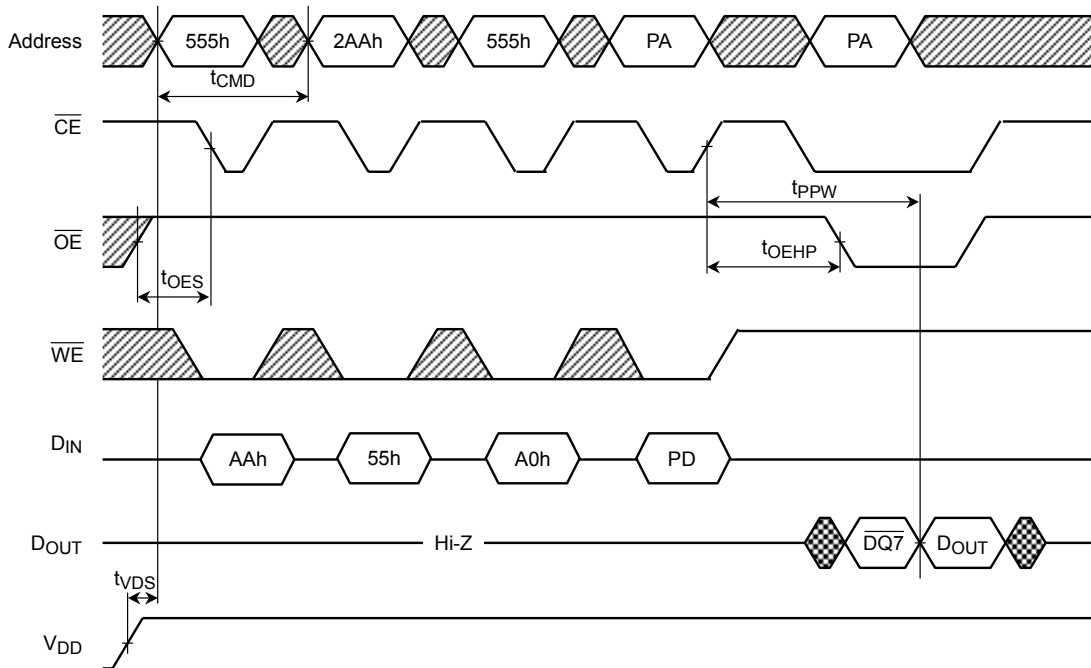 Address 555h 2AAh 555h PA PA
tCMD
CE
tPPW
OE
tOES tOEHP
WE
DIN AAh 55h A0h PD
DOUT Hi-Z DQ7 DOUT
tVDS
VDD